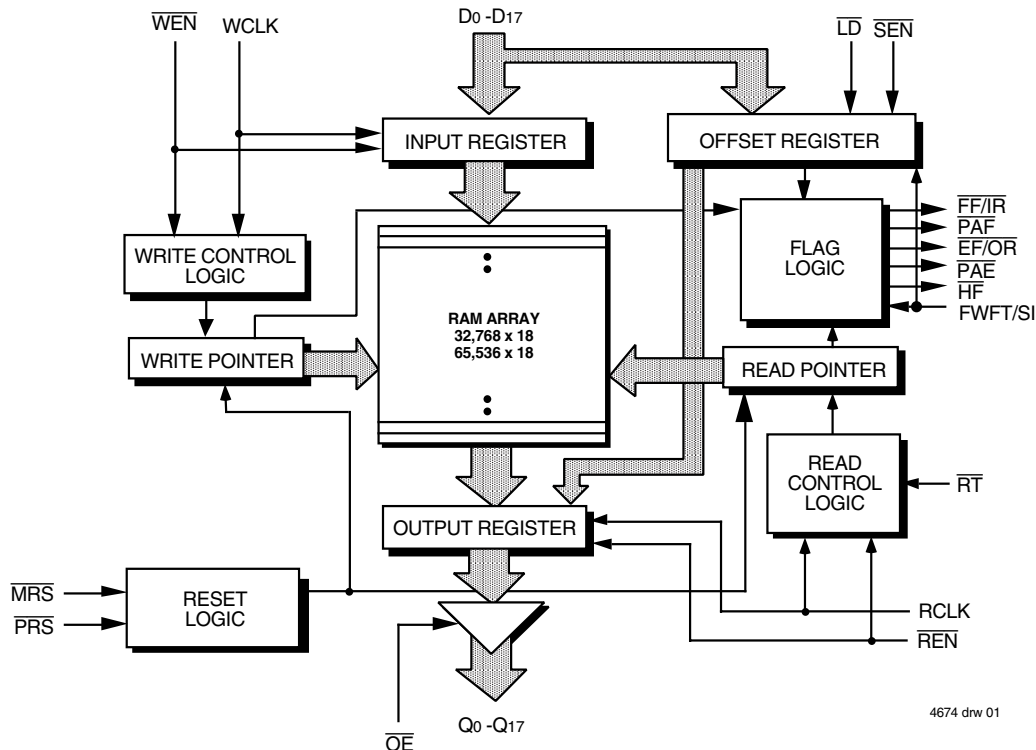 WEN
WCLK
D0 -D17
LD
SEN
INPUT REGISTER
OFFSET REGISTER
WRITE CONTROL
LOGIC
FLAG
LOGIC
FF/IR
PAF
EF/OR
PAE
HF
FWFT/SI
RAM ARRAY
32,768 x 18
65,536 x 18
WRITE POINTER
READ POINTER
READ
CONTROL
LOGIC
RT
OUTPUT REGISTER
MRS
PRS
RESET
LOGIC
RCLK
REN
OE
Q0 -Q17
4674 drw 01